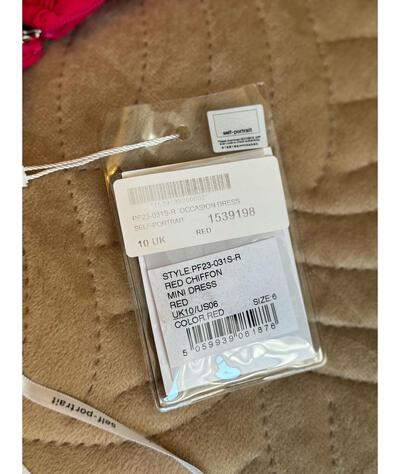 self-portrait
PF23-031S-R OCCASION DRESS
SELF-PORTRAIT 1539198
10 UK RED
STYLE:PF23-031S-R
RED CHIFFON
MINI DRESS
RED
UK10/US06
COLOR:RED SIZE:6
5 059939 081876
self-portrait